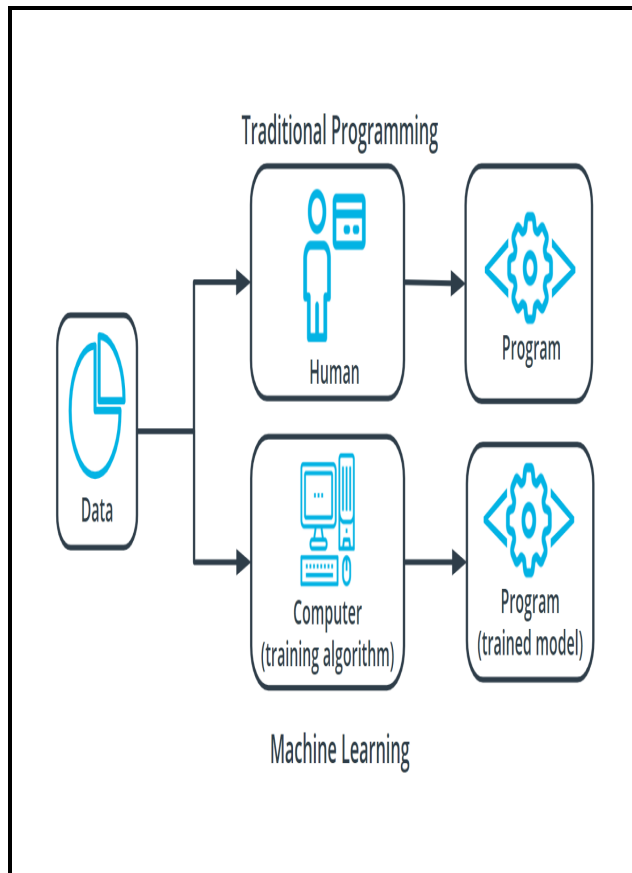 Traditional Programming
Human
Program
Data
Computer
(training algorithm)
Program
(trained model)
Machine Learning